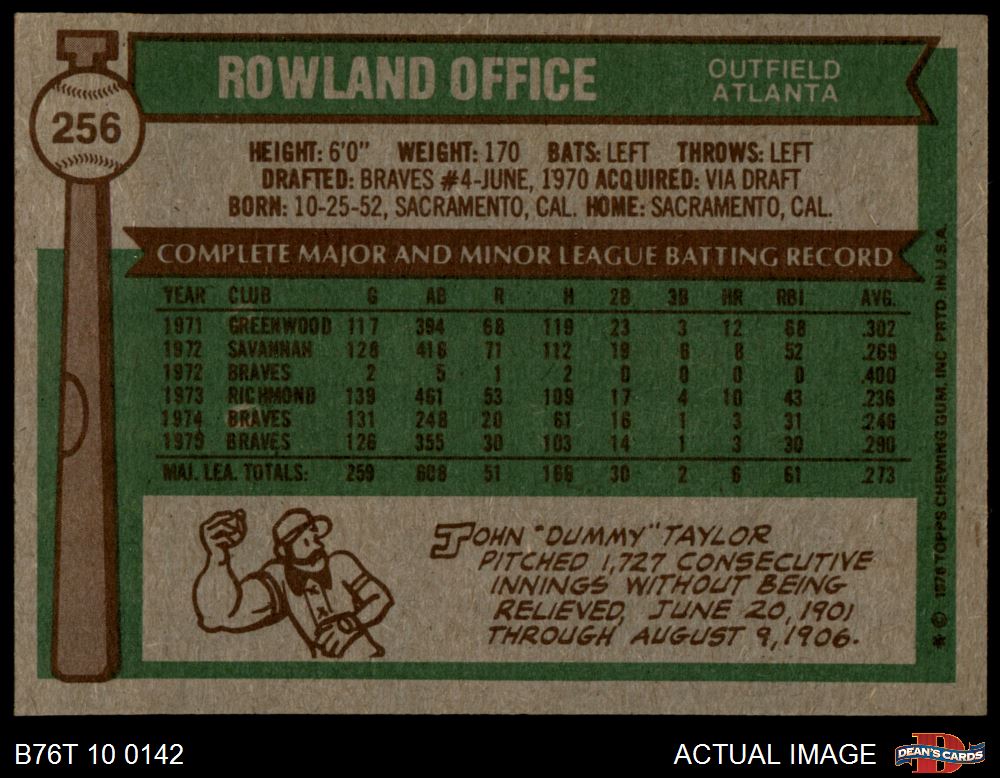 256
ROWLAND OFFICE
OUTFIELD
ATLANTA
HEIGHT: 6'0" WEIGHT: 170 BATS: LEFT THROWS: LEFT
DRAFTED: BRAVES #4-JUNE, 1970 ACQUIRED: VIA DRAFT
BORN: 10-25-52, SACRAMENTO, CAL. HOME: SACRAMENTO, CAL.
COMPLETE MAJOR AND MINOR LEAGUE BATTING RECORD
YEAR CLUB G AB R H 2B 3B HR RBI AVG.
1971 GREENWOOD 117 394 68 119 23 3 12 68 .302
1972 SAVANNAH 128 416 71 112 19 6 8 52 .269
1972 BRAVES 2 5 1 2 0 0 0 0 .400
1973 RICHMOND 139 461 53 109 17 4 10 43 .236
1974 BRAVES 131 248 20 61 16 1 3 31 .246
1975 BRAVES 126 355 30 103 14 1 3 30 .290
MAJ. LEA. TOTALS: 259 608 51 166 30 2 6 61 .273
JOHN "DUMMY" TAYLOR
PITCHED 1,727 CONSECUTIVE
INNINGS WITHOUT BEING
RELIEVED, JUNE 20, 1901
THROUGH AUGUST 9, 1906.
* © 1976 TOPPS CHEWING GUM, INC. PRTD. IN U.S.A.
B76T 10 0142
ACTUAL IMAGE
DEAN'S CARDS